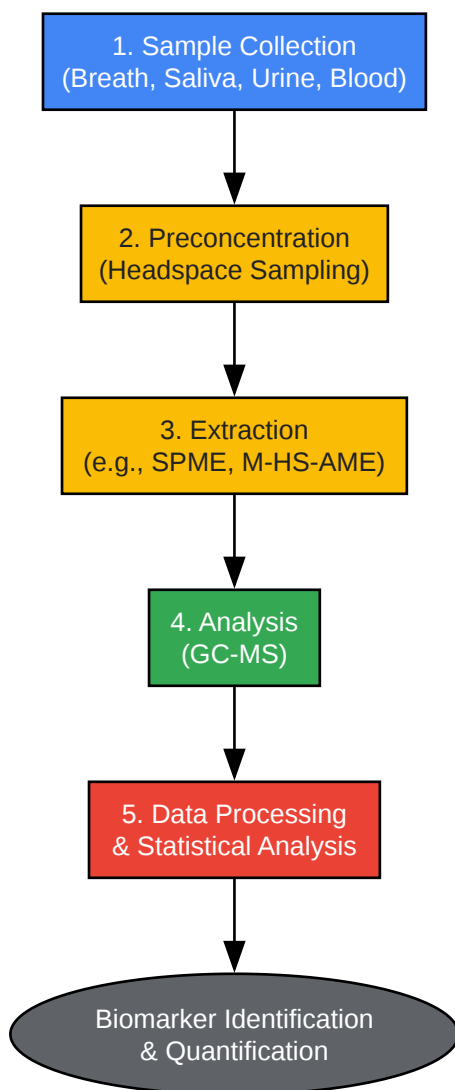 1. Sample Collection
(Breath, Saliva, Urine, Blood)
2. Preconcentration
(Headspace Sampling)
3. Extraction
(e.g., SPME, M-HS-AME)
4. Analysis
(GC-MS)
5. Data Processing
& Statistical Analysis
Biomarker Identification
& Quantification